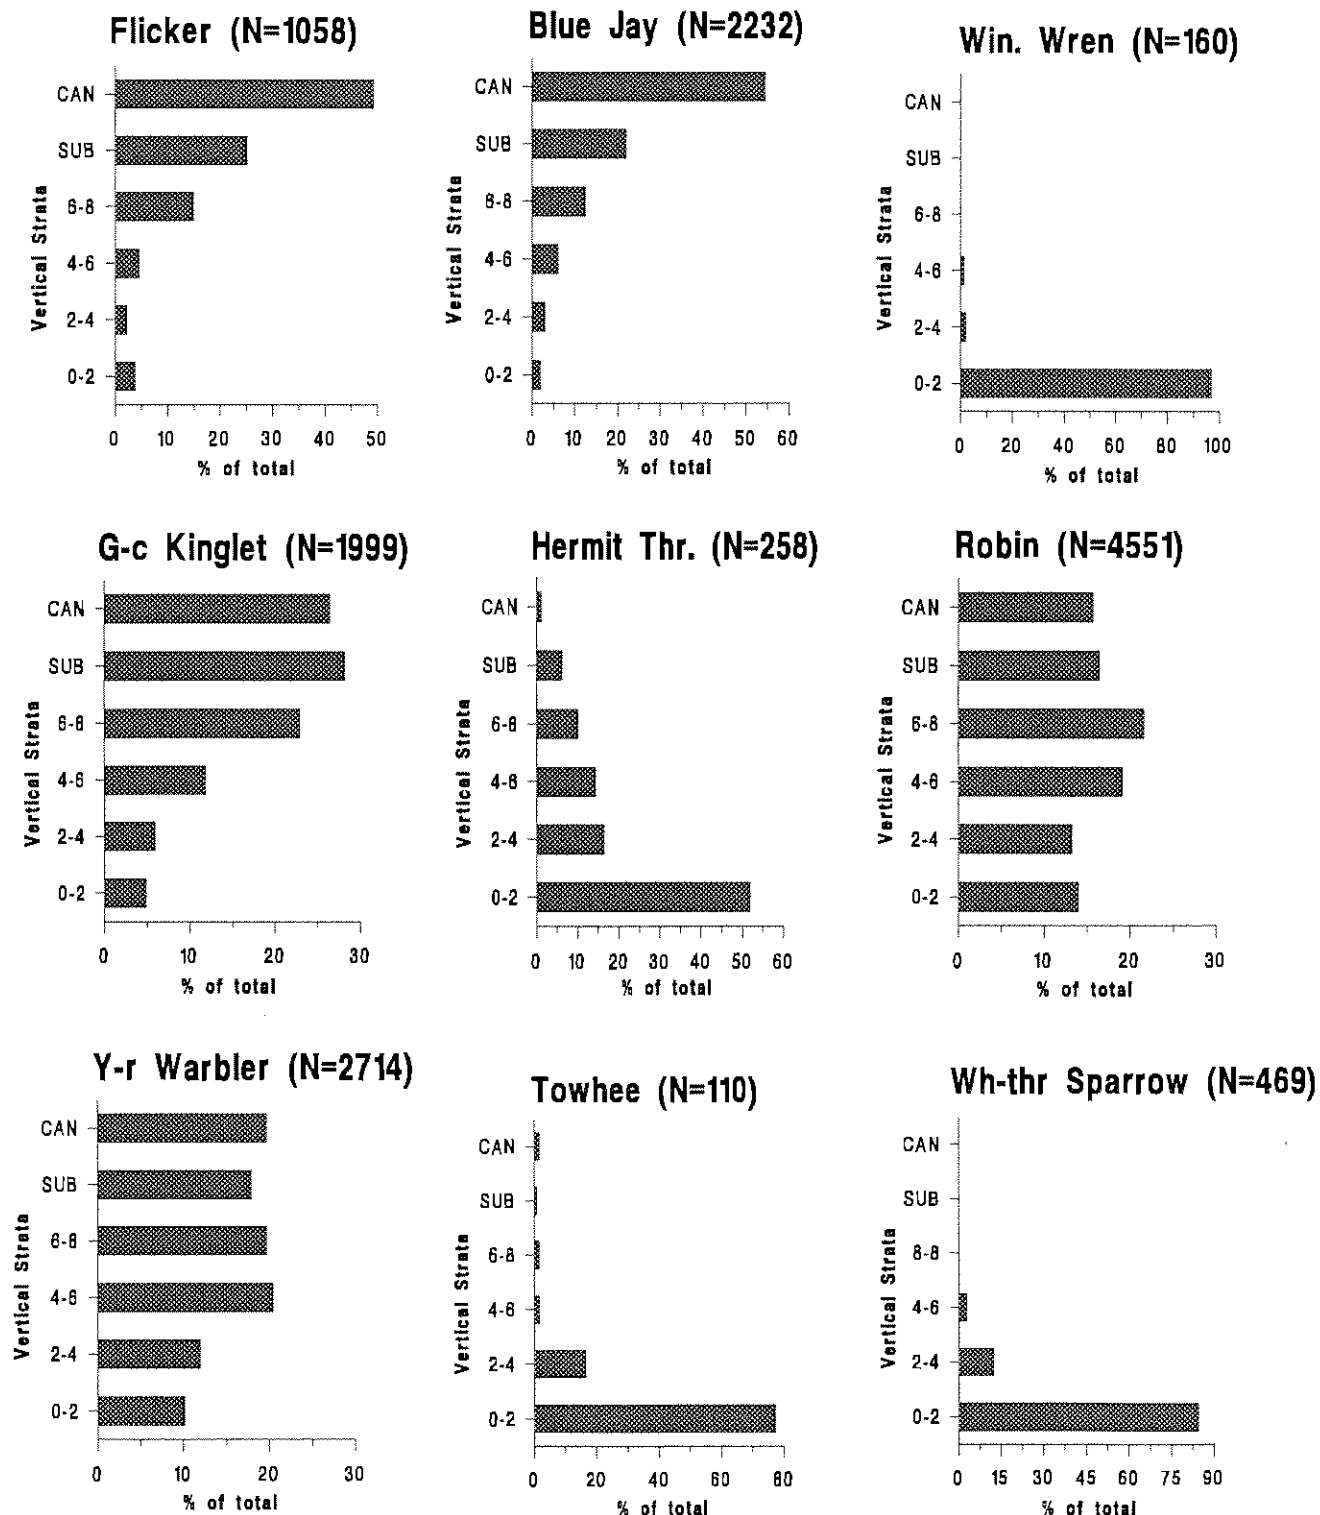 Flicker (N=1058)
CAN
SUB
6-8
4-6
2-4
0-2
Vertical Strata
0 10 20 30 40 50
% of total
Blue Jay (N=2232)
CAN
SUB
6-8
4-6
2-4
0-2
Vertical Strata
0 10 20 30 40 50 60
% of total
Win. Wren (N=160)
CAN
SUB
6-8
4-6
2-4
0-2
Vertical Strata
0 20 40 60 80 100
% of total
G-c Kinglet (N=1999)
CAN
SUB
6-8
4-6
2-4
0-2
Vertical Strata
0 10 20 30
% of total
Hermit Thr. (N=258)
CAN
SUB
6-8
4-6
2-4
0-2
Vertical Strata
0 10 20 30 40 50 60
% of total
Robin (N=4551)
CAN
SUB
6-8
4-6
2-4
0-2
Vertical Strata
0 10 20 30
% of total
Y-r Warbler (N=2714)
CAN
SUB
6-8
4-6
2-4
0-2
Vertical Strata
0 10 20 30
% of total
Towhee (N=110)
CAN
SUB
6-8
4-6
2-4
0-2
Vertical Strata
0 20 40 60 80
% of total
Wh-thr Sparrow (N=469)
CAN
SUB
6-8
4-6
2-4
0-2
Vertical Strata
0 15 30 45 60 75 90
% of total